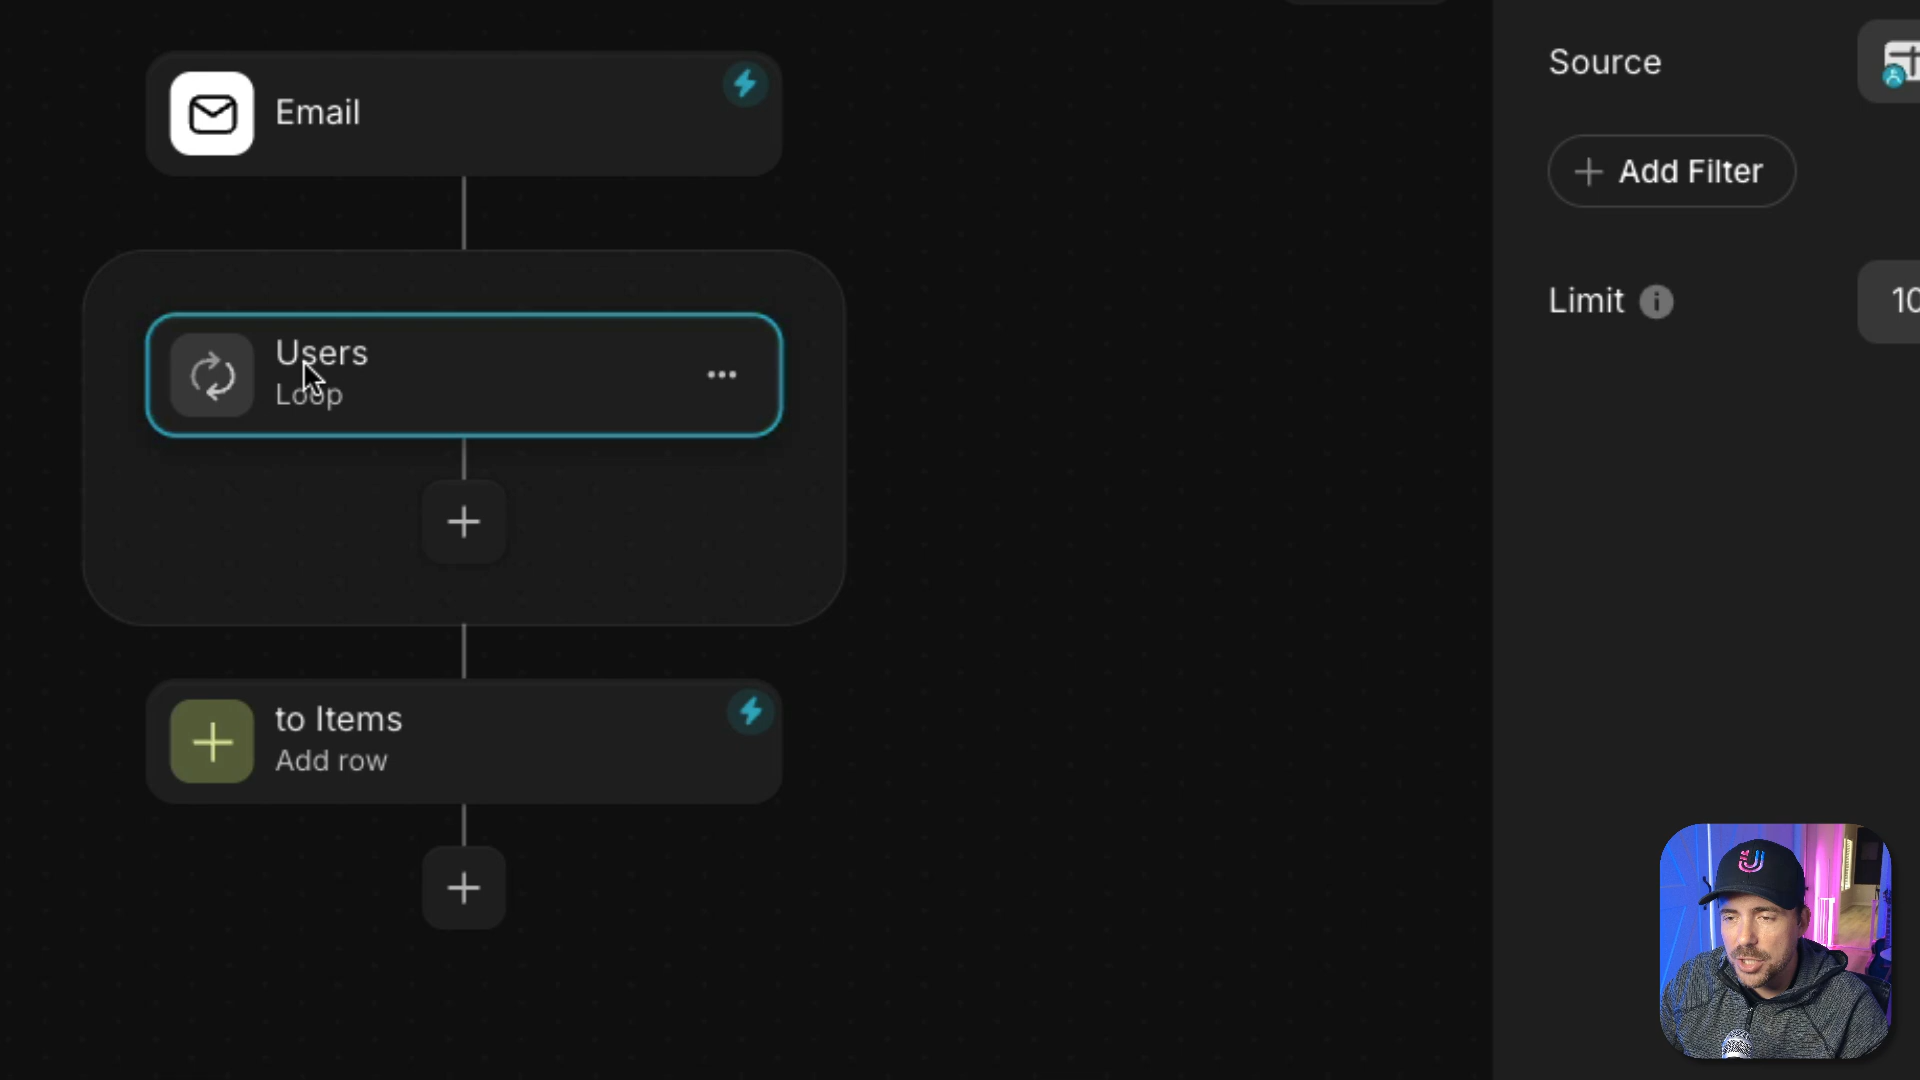 Email
Users
Loop
to Items
Add row
Source
Add Filter
Limit
10